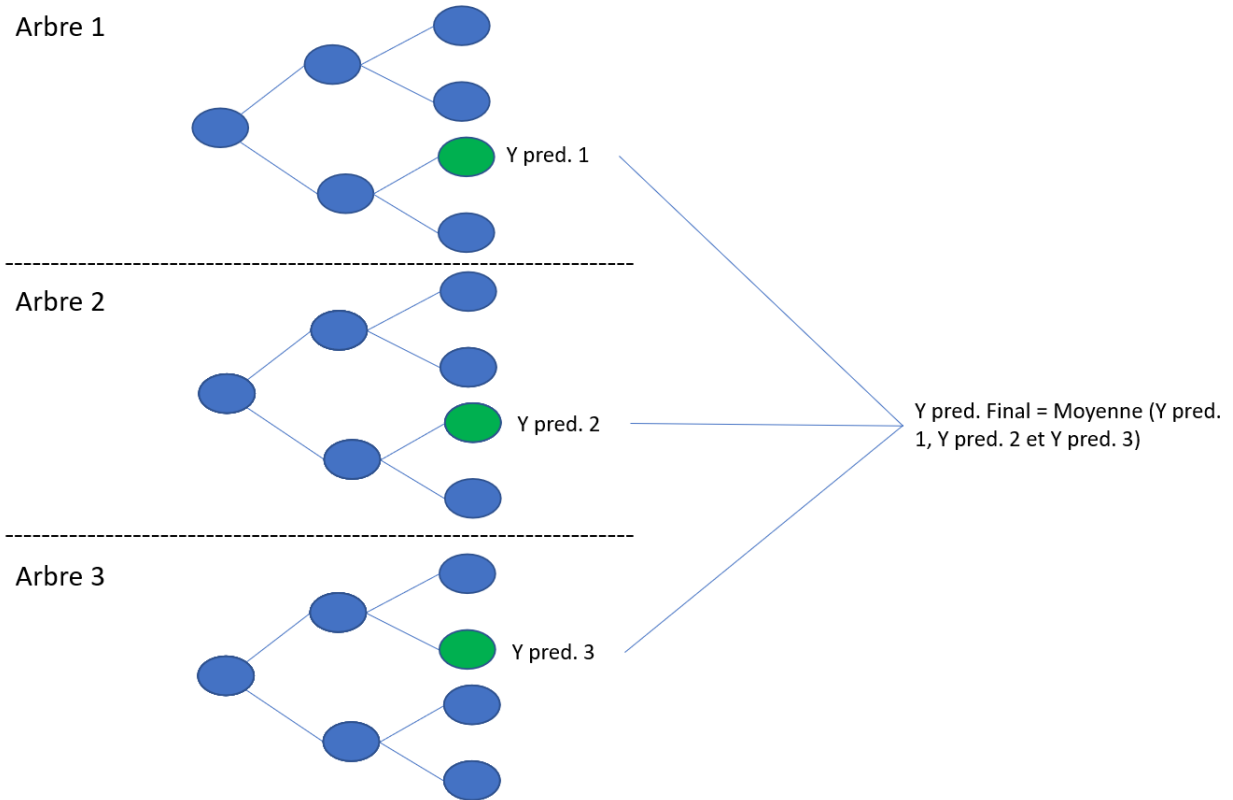 Arbre 1
Y pred. 1
Arbre 2
Y pred. 2
Y pred. Final = Moyenne (Y pred.
1, Y pred. 2 et Y pred. 3)
Arbre 3
Y pred. 3